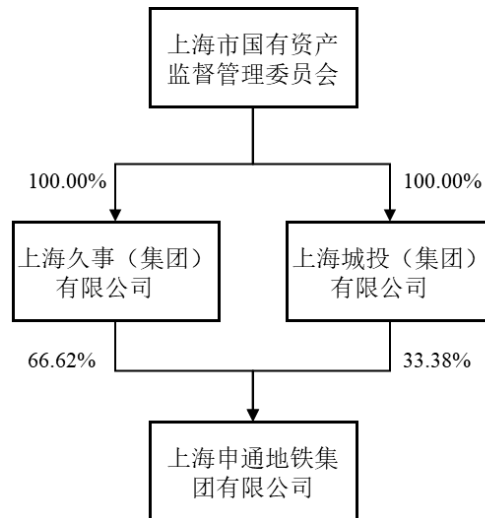 上海市国有资产
监督管理委员会
100.00%
100.00%
上海久事（集团）
有限公司
上海城投（集团）
有限公司
66.62%
33.38%
上海申通地铁集
团有限公司